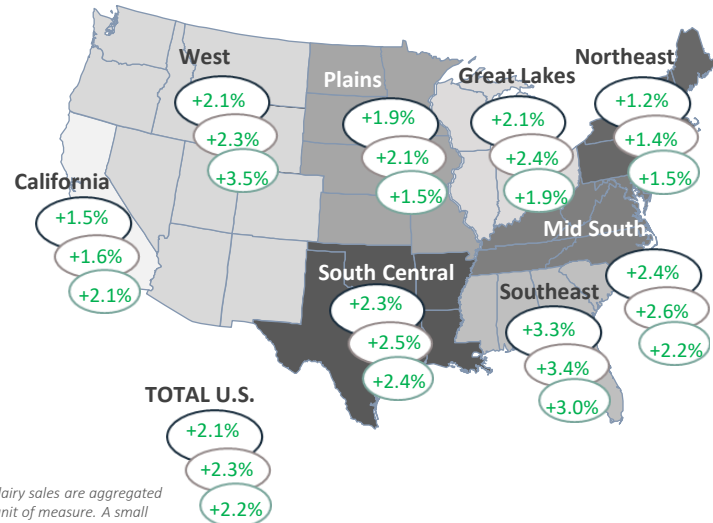 West
+2.1%
+2.3%
+3.5%
Plains
+1.9%
+2.1%
+1.5%
Great Lakes
+2.1%
+2.4%
+1.9%
Northeast
+1.2%
+1.4%
+1.5%
California
+1.5%
+1.6%
+2.1%
Mid South
+2.4%
+2.6%
+2.2%
South Central
+2.3%
+2.5%
+2.4%
Southeast
+3.3%
+3.4%
+3.0%
TOTAL U.S.
+2.1%
+2.3%
+2.2%
sales are aggregated
of measure. A small